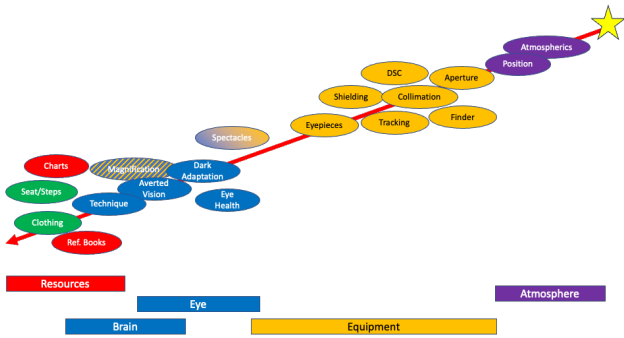 Atmospherics
Position
DSC
Aperture
Shielding
Collimation
Eyepieces
Tracking
Finder
Spectacles
Charts
Magnification
Dark
Adaptation
Seat/Steps
Averted
Vision
Technique
Eye
Health
Clothing
Ref. Books
Resources
Eye
Atmosphere
Brain
Equipment